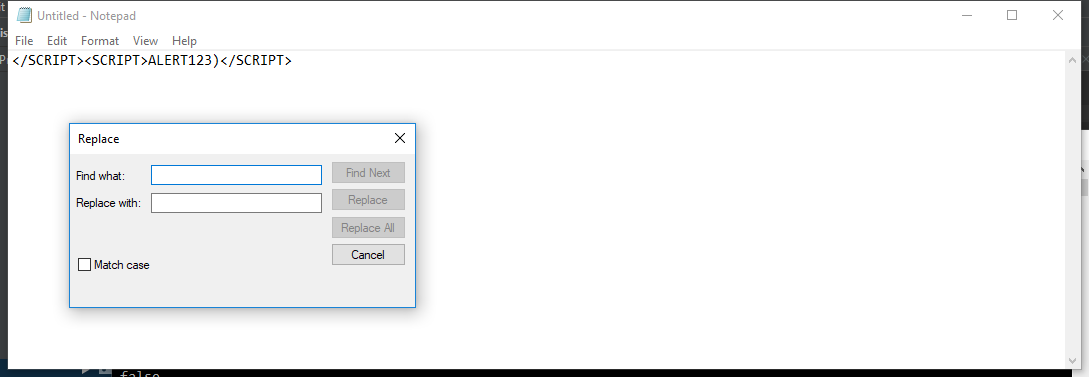 Untitled - Notepad
File Edit Format View Help
</SCRIPT><SCRIPT>ALERT123)</SCRIPT>
Replace
Find what:
Find Next
Replace with:
Replace
Replace All
Cancel
Match case
false